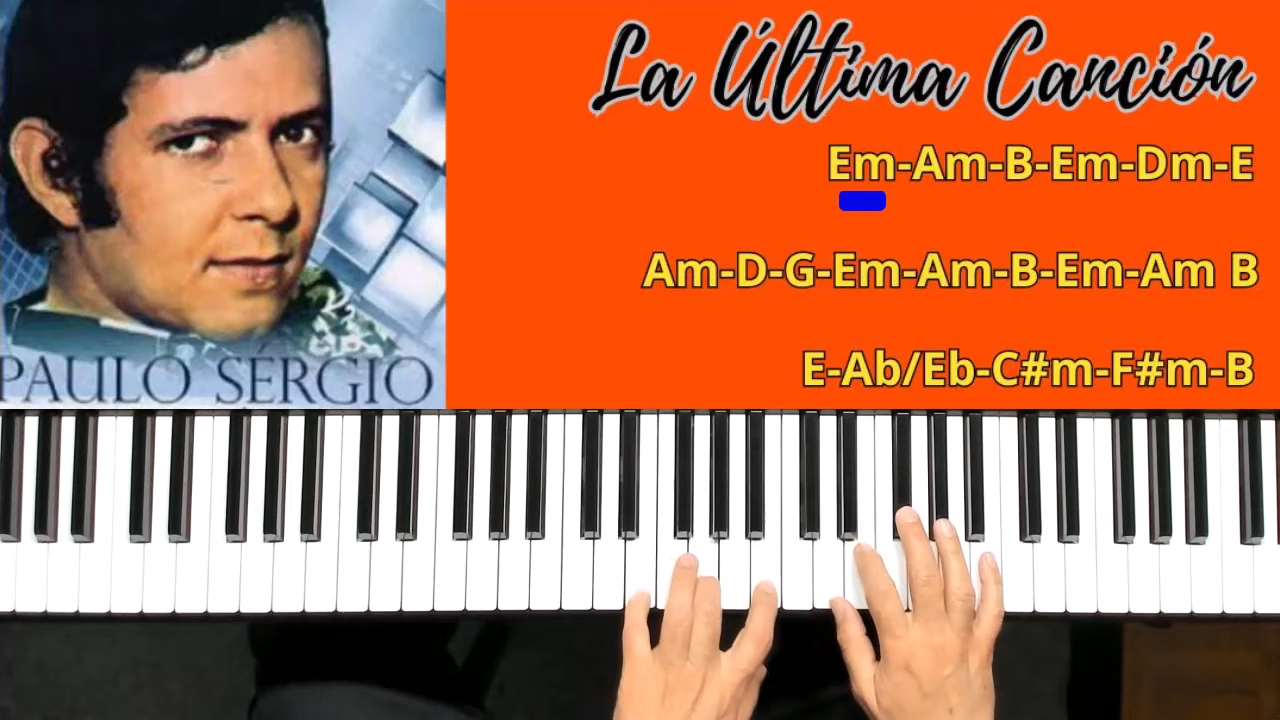 La Última Canción
Em-Am-B-Em-Dm-E
Am-D-G-Em-Am-B-Em-Am B
E-Ab/Eb-C#m-F#m-B
PAULO SÉRGIO